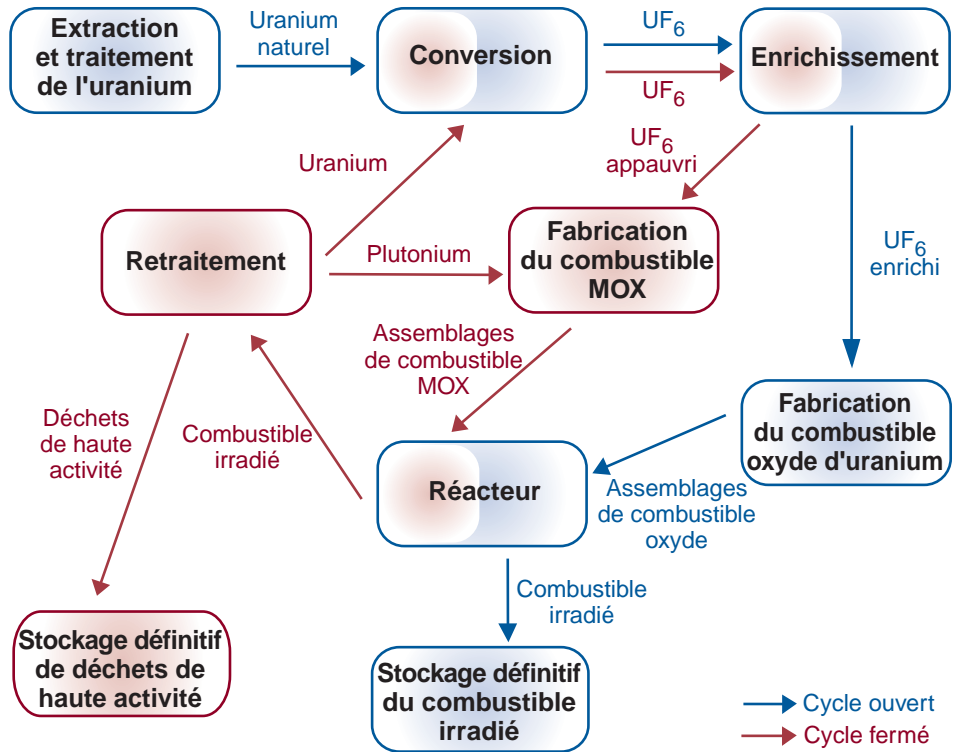 Extraction
et traitement
de l'uranium
Uranium
naturel
Conversion
UF6
UF6
Enrichissement
UF6
appauvri
Uranium
Retraitement
Plutonium
Fabrication
du combustible
MOX
UF6
enrichi
Assemblages
de combustible
MOX
Déchets
de haute
activité
Combustible
irradié
Réacteur
Fabrication
du combustible
oxyde d'uranium
Assemblages
de combustible
oxyde
Combustible
irradié
Stockage définitif
de déchets de
haute activité
Stockage définitif
du combustible
irradié
Cycle ouvert
Cycle fermé